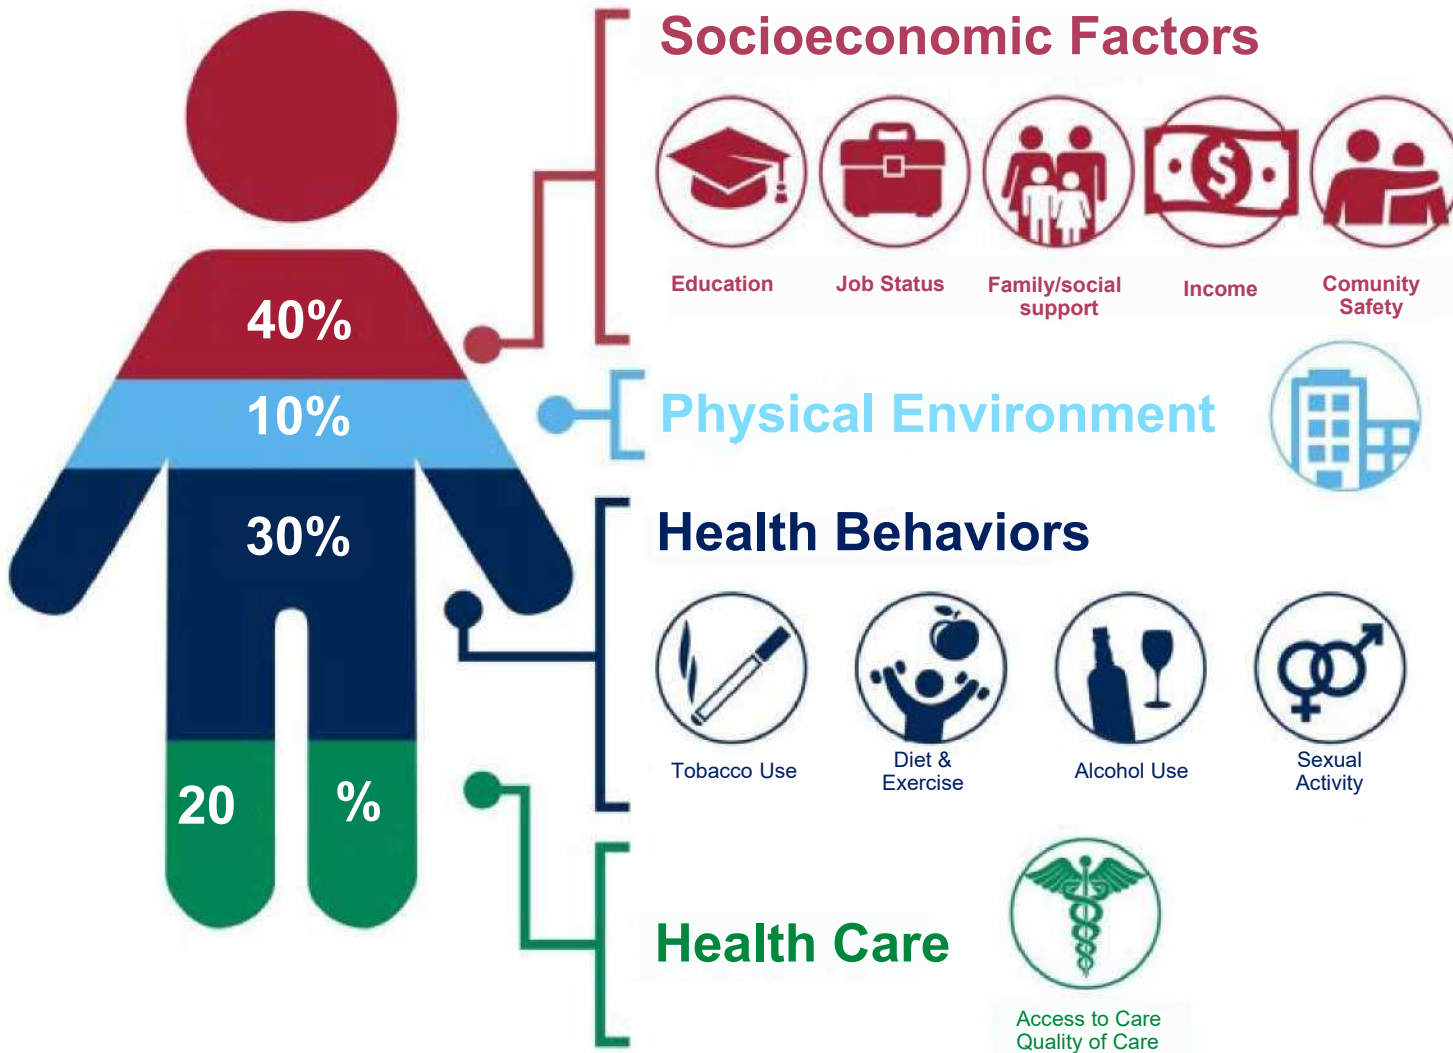 Socioeconomic Factors
Education
Job Status
Family/social
support
Income
Comunity
Safety
40%
10%
Physical Environment
30%
Health Behaviors
Tobacco Use
Diet &
Exercise
Alcohol Use
Sexual
Activity
20 %
Health Care
Access to Care
Quality of Care